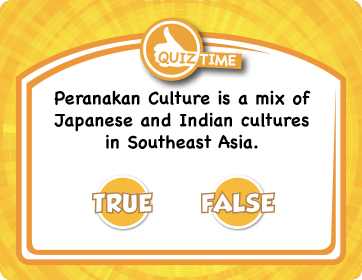 QUIZ TIME
Peranakan Culture is a mix of
Japanese and Indian cultures
in Southeast Asia.
TRUE FALSE